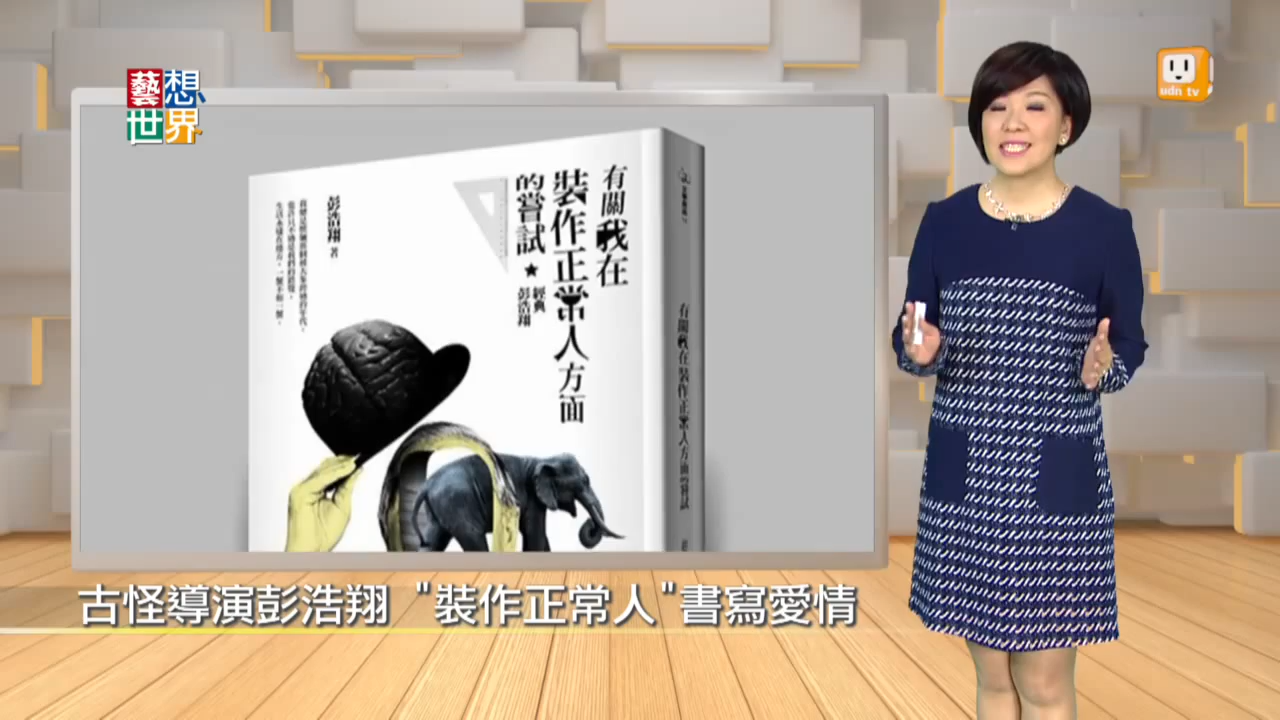 藝想
世界
udn tv
有關我在
裝作正常人方面
的嘗試★
經典
彭浩翔
彭浩翔 著
有關我在裝作正常人方面的嘗試
古怪導演彭浩翔 "裝作正常人"書寫愛情